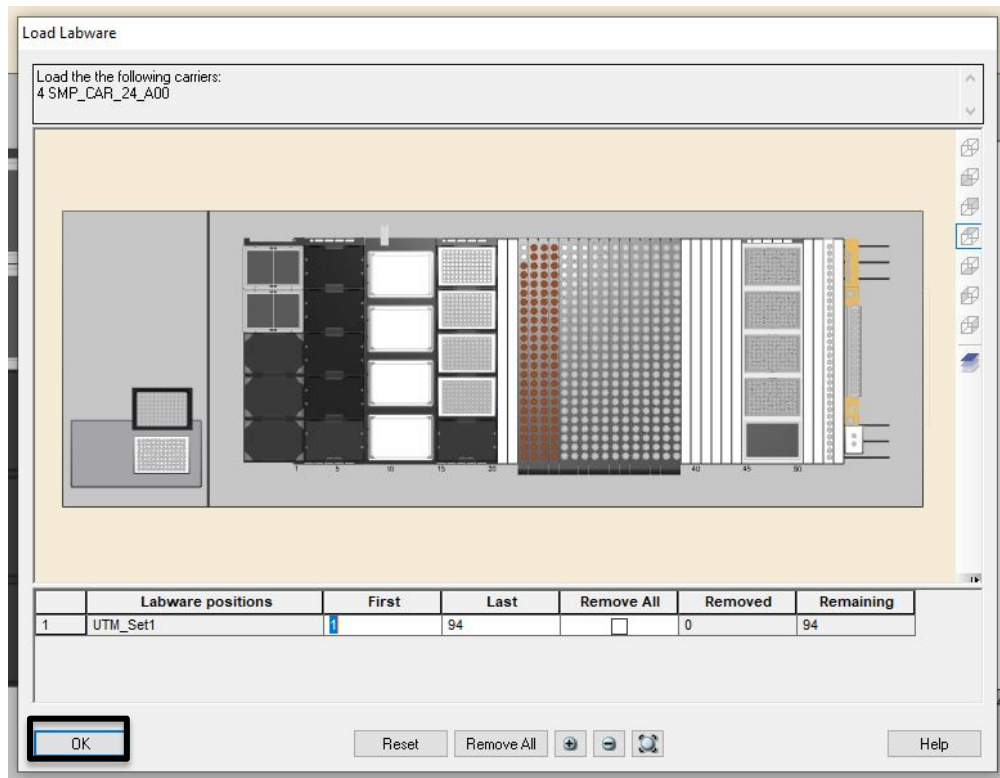 Load Labware
Load the the following carriers:
4 SMP_CAR_24_A00
1 5 10 15 20 40 45 50
Labware positions First Last Remove All Removed Remaining
1 UTM_Set1 1 94 0 94
OK Reset Remove All Help